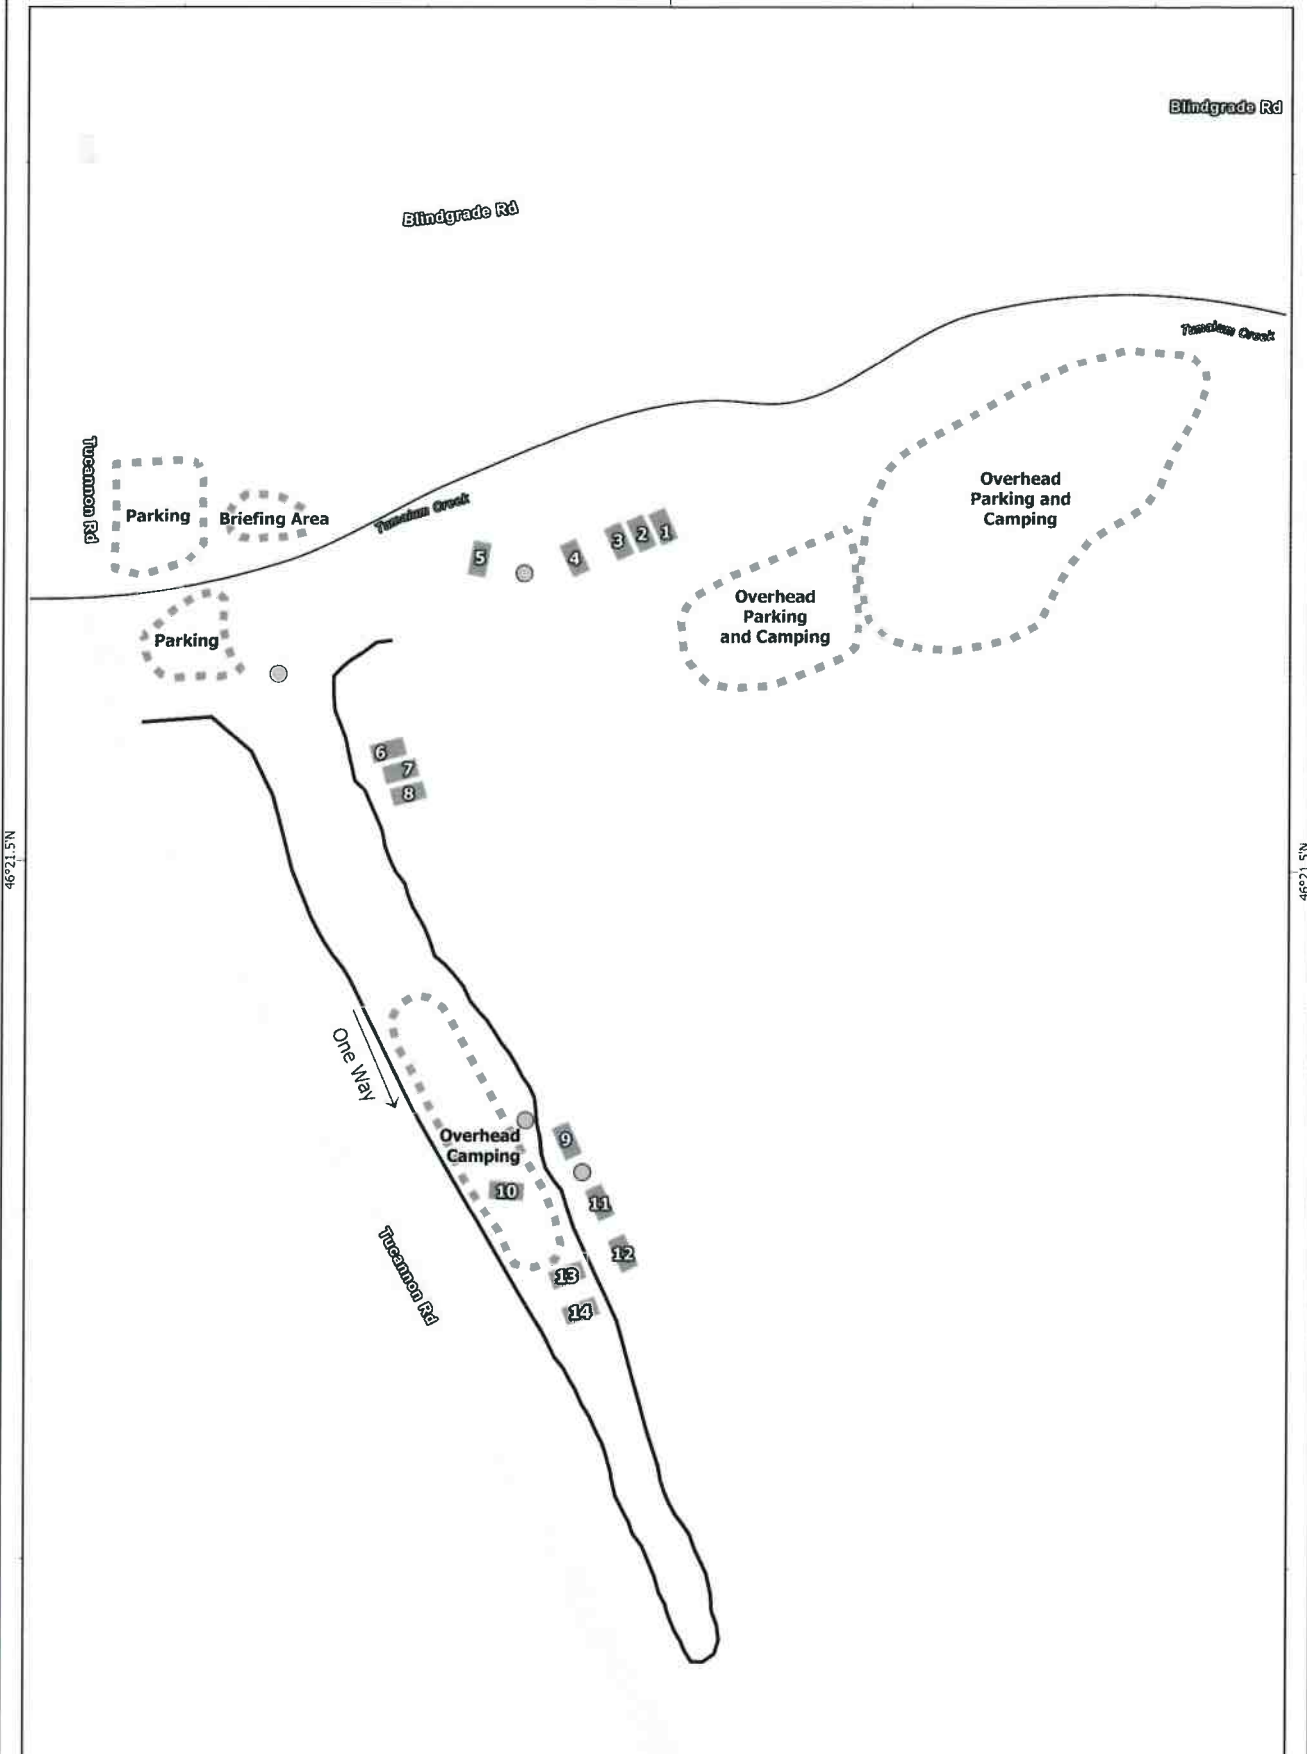 Blindgrade Rd
Blindgrade Rd
Tumalum Creek
Tucannon Rd
Parking
Briefing Area
Tumalum Creek
Overhead
Parking and
Camping
5
4
3
2
1
Overhead
Parking
and Camping
Parking
6
7
8
46°21.5'N
46°21.5'N
One Way
Overhead
Camping
9
10
11
12
13
14
Tucannon Rd